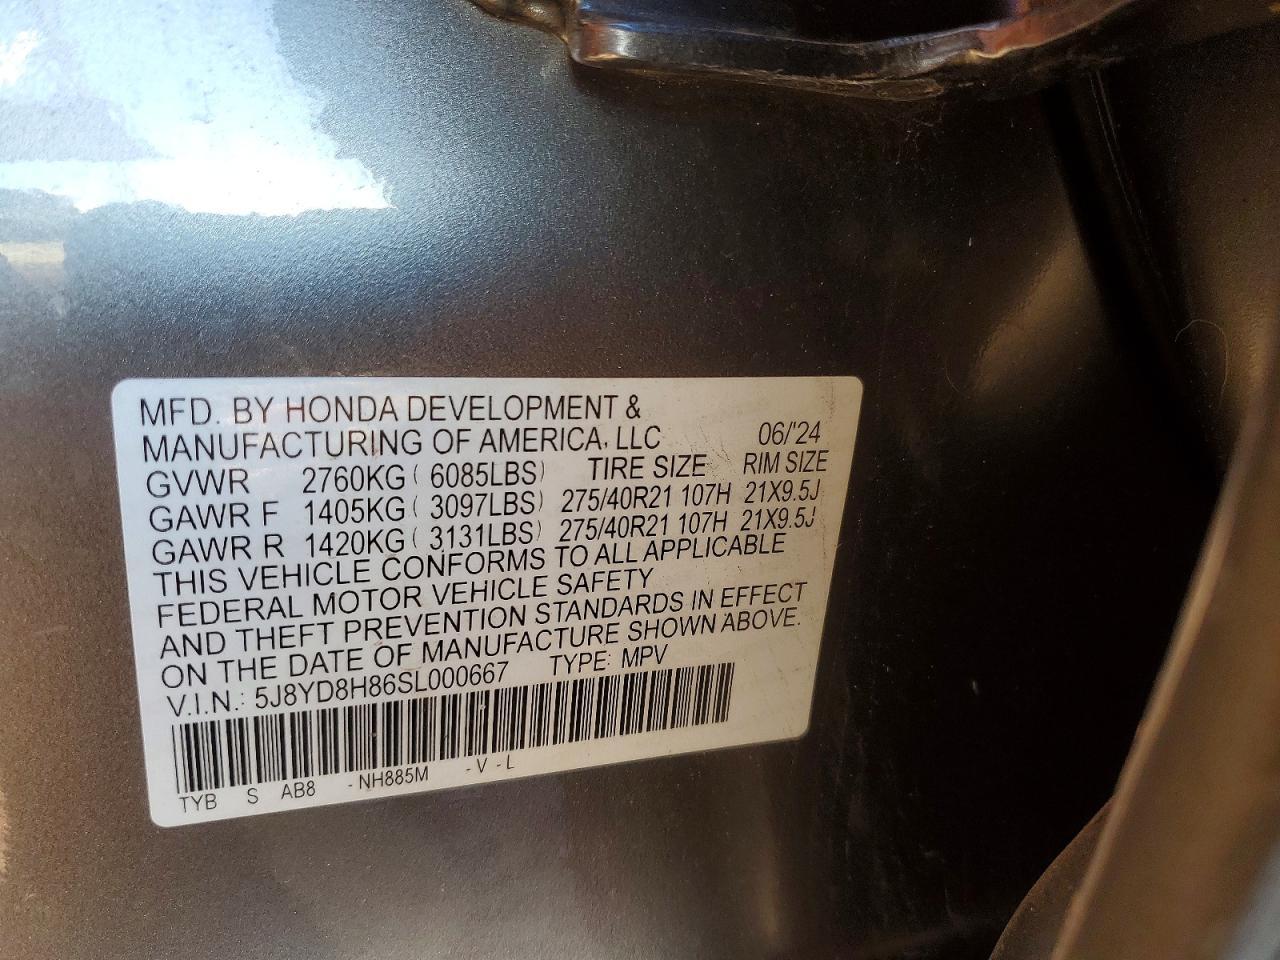 MFD. BY HONDA DEVELOPMENT &
MANUFACTURING OF AMERICA, LLC 06/'24
GVWR 2760KG ( 6085LBS) TIRE SIZE RIM SIZE
GAWR F 1405KG ( 3097LBS) 275/40R21 107H 21X9.5J
GAWR R 1420KG ( 3131LBS) 275/40R21 107H 21X9.5J
THIS VEHICLE CONFORMS TO ALL APPLICABLE
FEDERAL MOTOR VEHICLE SAFETY
AND THEFT PREVENTION STANDARDS IN EFFECT
ON THE DATE OF MANUFACTURE SHOWN ABOVE.
V.I.N.: 5J8YD8H86SL000667 TYPE: MPV
TYB S AB8 - NH885M - V - L